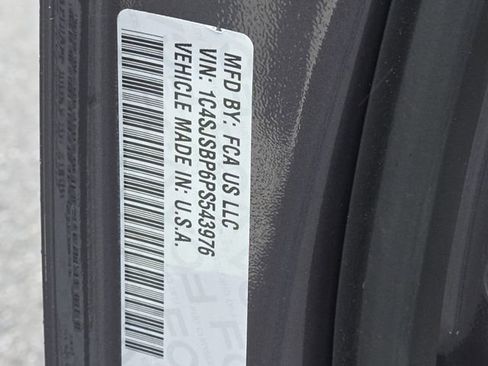 MFD BY: FCA US LLC
VIN: 1C4SJSBP6PS543976
VEHICLE MADE IN: U.S.A.